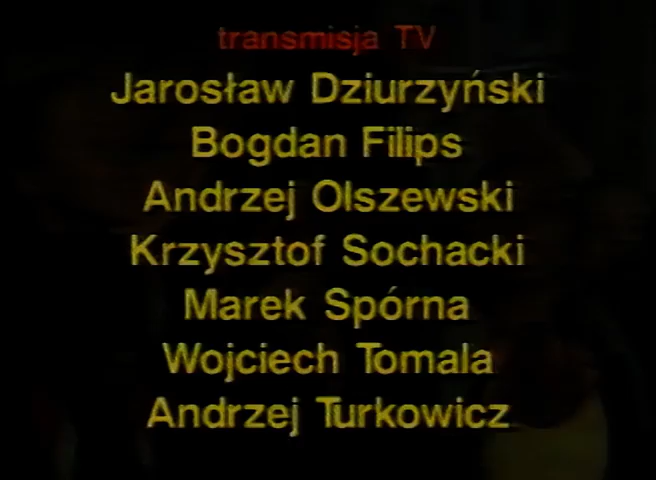 transmisja TV
Jarosław Dziurzyński
Bogdan Filips
Andrzej Olszewski
Krzysztof Sochacki
Marek Spórna
Wojciech Tomala
Andrzej Turkowicz